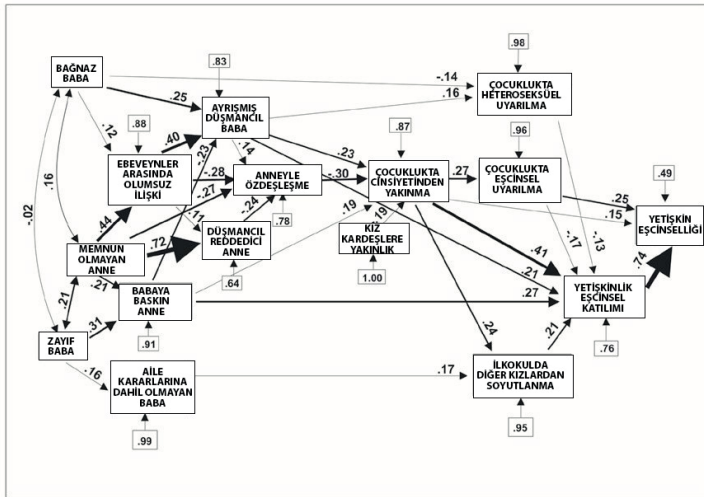 BAĞNAZ
BABA
.83
AYRIŞMIŞ
DÜŞMANCIL
BABA
.98
ÇOCUKLUKTA
HETEROSEKSÜEL
UYARILMA
-.14
.16
.25
.12
.88
.40
EBEVEYNLER
ARASINDA
OLUMSUZ
İLİŞKİ
-.23
.14
-.28
-.27
ANNEYLE
ÖZDEŞLEŞME
-.30
.23
.87
ÇOCUKLUKTA
CİNSİYETİNDEN
YAKINMA
.27
.96
ÇOCUKLUKTA
EŞCİNSEL
UYARILMA
.25
.15
.49
YETİŞKİN
EŞCİNSELLİĞİ
.16
-.02
.44
.11
-.24
.78
.72
MEMNUN
OLMAYAN
ANNE
DÜŞMANCIL
REDDEDİCİ
ANNE
.64
.19
.19
KIZ
KARDEŞLERE
YAKINLIK
1.00
.41
.21
.27
-.17
-.13
.74
YETİŞKİNLİK
EŞCİNSEL
KATILIMI
.76
.21
.21
.31
BABAYA
BASKIN
ANNE
.91
ZAYIF
BABA
.16
AİLE
KARARLARINA
DAHİL OLMAYAN
BABA
.99
.17
.24
.21
İLKOKULDA
DİĞER KIZLARDAN
SOYUTLANMA
.95